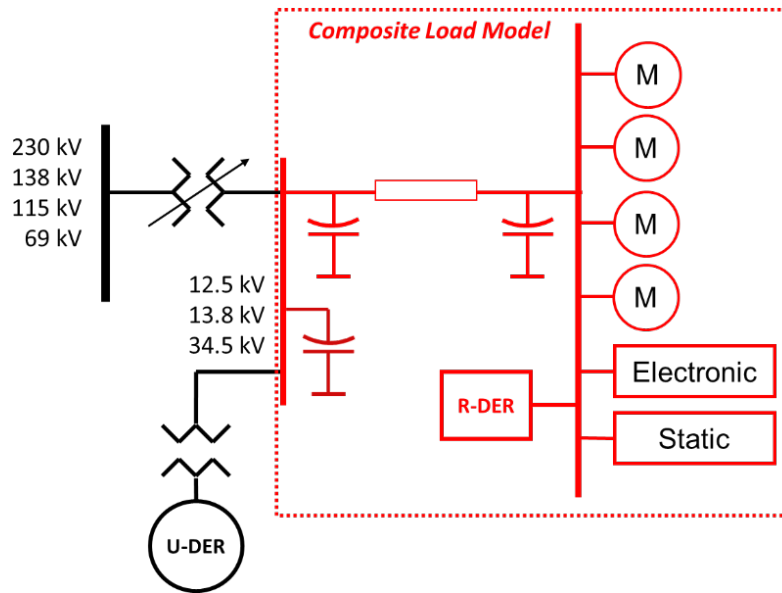 Composite Load Model
230 kV
138 kV
115 kV
69 kV
12.5 kV
13.8 kV
34.5 kV
M
M
M
M
Electronic
R-DER
Static
U-DER